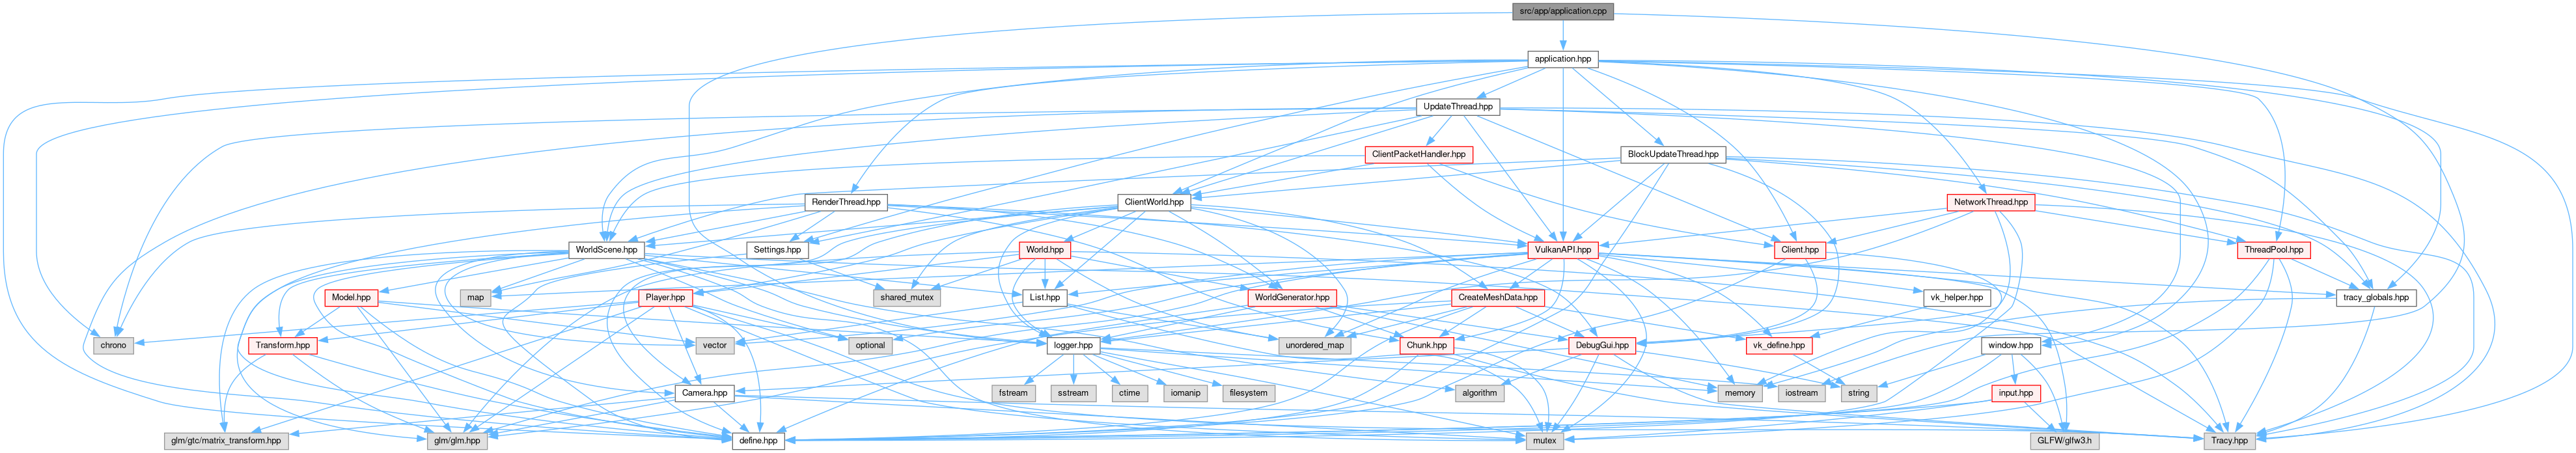 src/app/application.cpp
application.hpp
UpdateThread.hpp
ClientPacketHandler.hpp
BlockUpdateThread.hpp
RenderThread.hpp
ClientWorld.hpp
NetworkThread.hpp
WorldScene.hpp
Settings.hpp
World.hpp
VulkanAPI.hpp
Client.hpp
ThreadPool.hpp
Model.hpp
map
Player.hpp
shared_mutex
List.hpp
WorldGenerator.hpp
CreateMeshData.hpp
vk_helper.hpp
tracy_globals.hpp
chrono
Transform.hpp
vector
optional
logger.hpp
unordered_map
Chunk.hpp
DebugGui.hpp
vk_define.hpp
window.hpp
Camera.hpp
fstream
sstream
ctime
iomanip
filesystem
algorithm
memory
iostream
string
input.hpp
glm/gtc/matrix_transform.hpp
glm/glm.hpp
define.hpp
mutex
GLFW/glfw3.h
Tracy.hpp